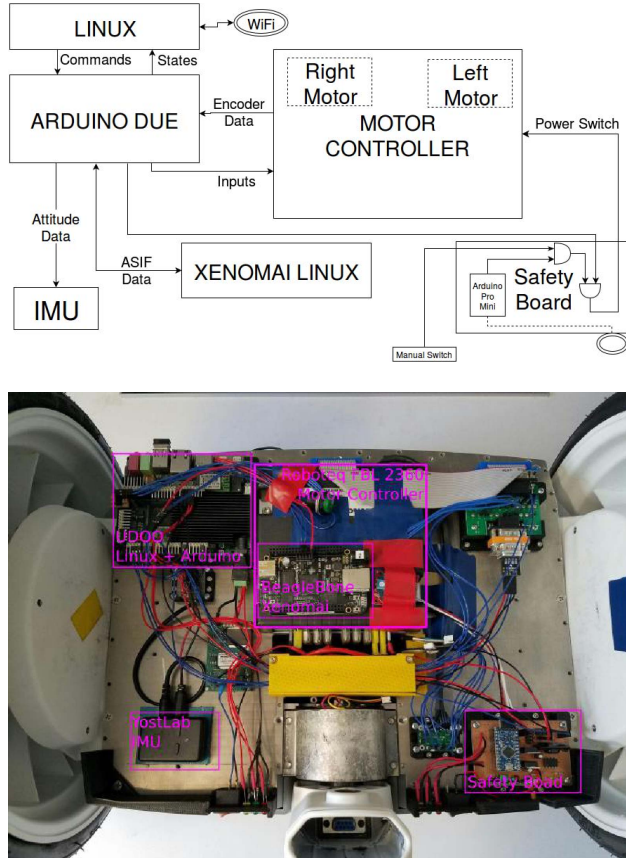 LINUX
WiFi
Commands
States
Right
Motor
Left
Motor
ARDUINO DUE
Encoder
Data
MOTOR
CONTROLLER
Power Switch
Inputs
Attitude
Data
ASIF
Data
XENOMAI LINUX
IMU
Arduino
Pro
Mini
Safety
Board
Manual Switch
Roboteq FBL 2360
Motor Controller
UDOO
Linux + Arduino
BeagleBone
Xenomai
YostLab
IMU
Safety Boad